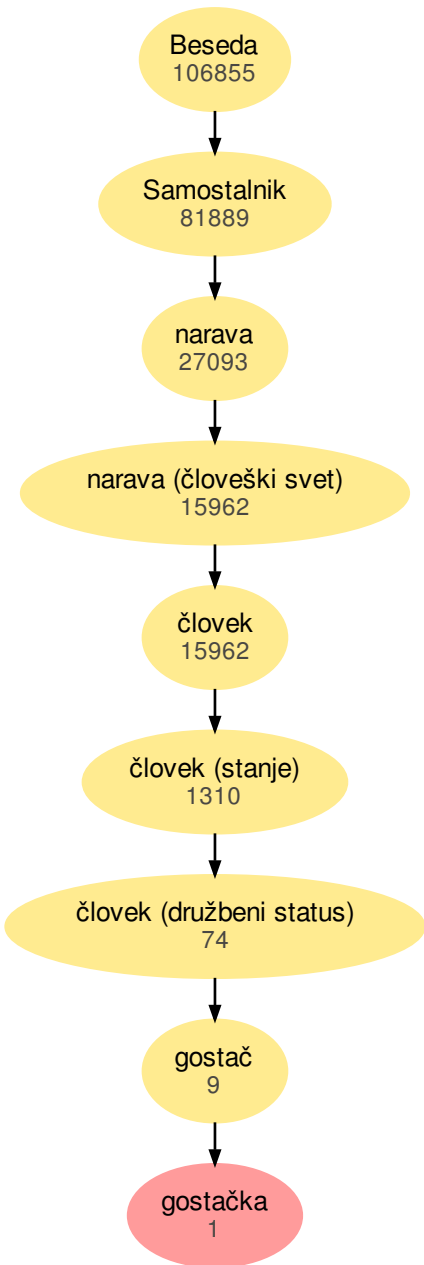 Beseda
106855
Samostalnik
81889
narava
27093
narava (človeški svet)
15962
človek
15962
človek (stanje)
1310
človek (družbeni status)
74
gostač
9
gostačka
1